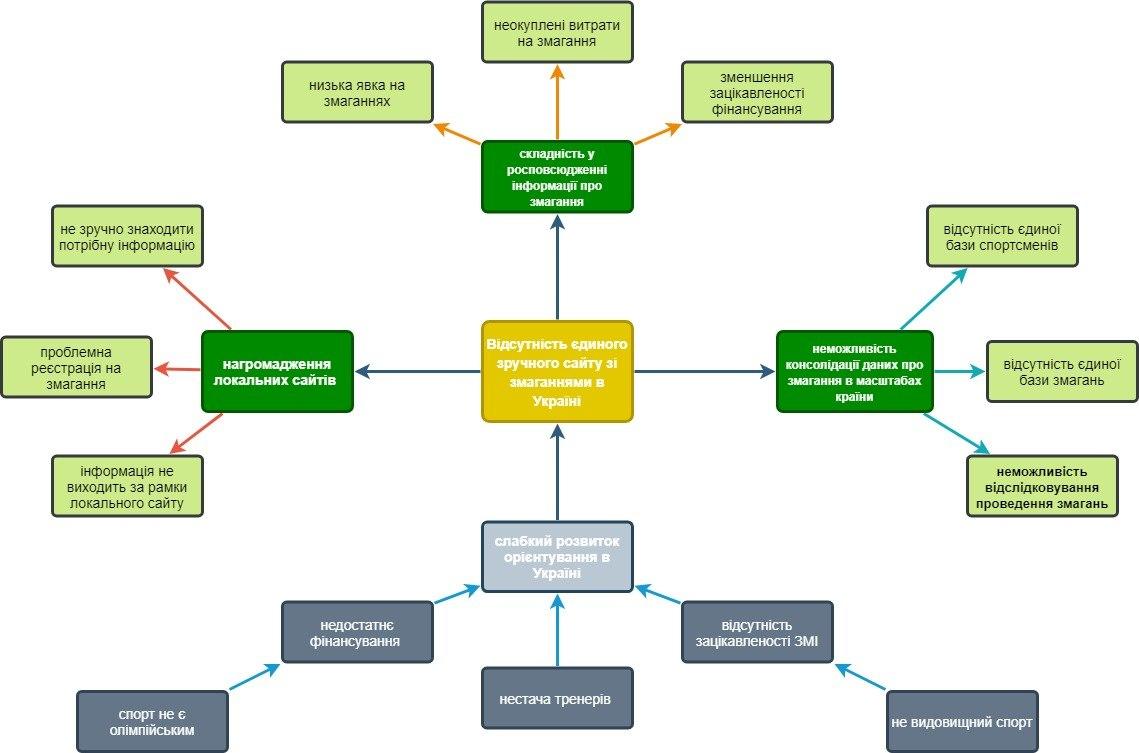 неокуплені витрати
на змагання
низька явка на
змаганнях
зменшення
зацікавленості
фінансування
складність у
росповсюдженні
інформації про
змагання
не зручно знаходити
потрібну інформацію
відсутність єдиної
бази спортсменів
проблемна
реєстрація на
змагання
нагромадження
локальних сайтів
Відсутність єдиного
зручного сайту зі
змаганнями в
Україні
неможливість
консолідації даних про
змагання в масштабах
країни
відсутність єдиної
бази змагань
інформація не
виходить за рамки
локального сайту
неможливість
відслідковування
проведення змагань
слабкий розвиток
орієнтування в
Україні
недостатнє
фінансування
відсутність
зацікавленості ЗМІ
спорт не є
олімпійським
нестача тренерів
не видовищний спорт